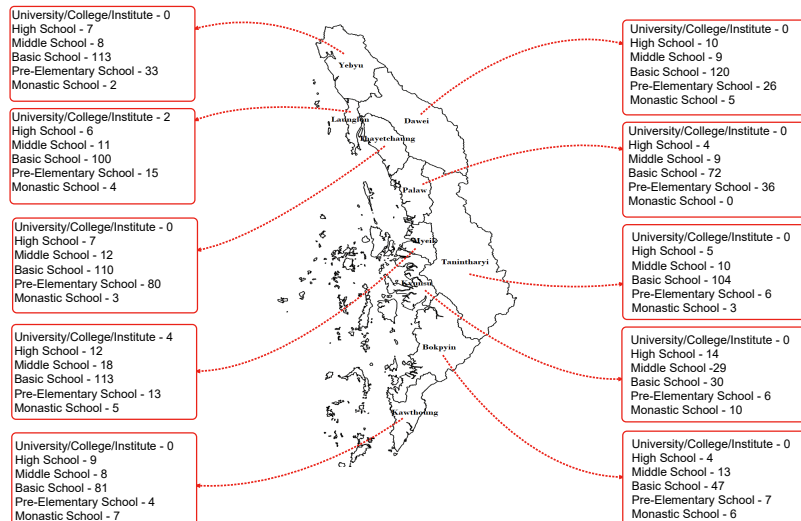 University/College/Institute - 0
High School - 7
Middle School - 8
Basic School - 113
Pre-Elementary School - 33
Monastic School - 2
University/College/Institute - 2
High School - 6
Middle School - 11
Basic School - 100
Pre-Elementary School - 15
Monastic School - 4
University/College/Institute - 0
High School - 7
Middle School - 12
Basic School - 110
Pre-Elementary School - 80
Monastic School - 3
University/College/Institute - 4
High School - 12
Middle School - 18
Basic School - 113
Pre-Elementary School - 13
Monastic School - 5
University/College/Institute - 0
High School - 9
Middle School - 8
Basic School - 81
Pre-Elementary School - 4
Monastic School - 7
Yebyu
Launglon
Dawei
Thayetchaung
Palaw
Myeik
Tanintharyi
Kyunsu
Bokpyin
Kawthoung
University/College/Institute - 0
High School - 10
Middle School - 9
Basic School - 120
Pre-Elementary School - 26
Monastic School - 5
University/College/Institute - 0
High School - 4
Middle School - 9
Basic School - 72
Pre-Elementary School - 36
Monastic School - 0
University/College/Institute - 0
High School - 5
Middle School - 10
Basic School - 104
Pre-Elementary School - 6
Monastic School - 3
University/College/Institute - 0
High School - 14
Middle School -29
Basic School - 30
Pre-Elementary School - 6
Monastic School - 10
University/College/Institute - 0
High School - 4
Middle School - 13
Basic School - 47
Pre-Elementary School - 7
Monastic School - 6